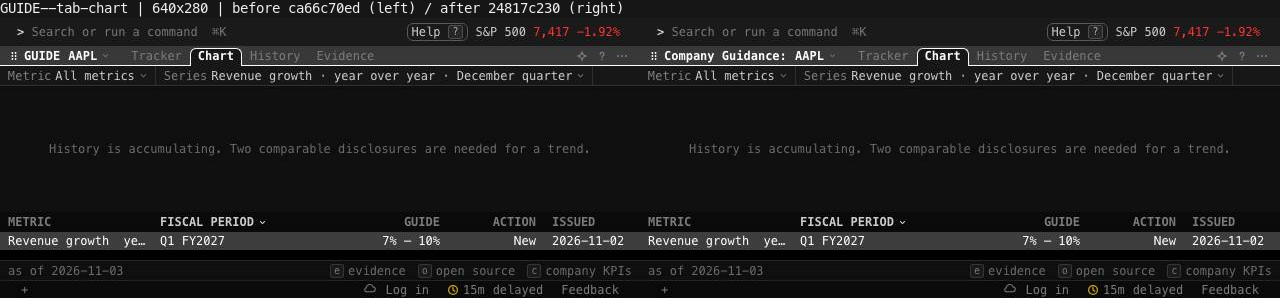 GUIDE--tab-chart | 640x280 | before ca66c70ed (left) / after 24817c230 (right)
> Search or run a command ⌘K Help ? S&P 500 7,417 −1.92% > Search or run a command ⌘K Help ? S&P 500 7,417 −1.92%
GUIDE AAPL Tracker Chart History Evidence ? ··· Company Guidance: AAPL Tracker Chart History Evidence ? ···
Metric All metrics Series Revenue growth · year over year · December quarter Metric All metrics Series Revenue growth · year over year · December quarter
History is accumulating. Two comparable disclosures are needed for a trend. History is accumulating. Two comparable disclosures are needed for a trend.
METRIC FISCAL PERIOD GUIDE ACTION ISSUED METRIC FISCAL PERIOD GUIDE ACTION ISSUED
Revenue growth ye… Q1 FY2027 7% – 10% New 2026-11-02 Revenue growth ye… Q1 FY2027 7% – 10% New 2026-11-02
as of 2026-11-03 e evidence o open source c company KPIs as of 2026-11-03 e evidence o open source c company KPIs
+ Log in 15m delayed Feedback + Log in 15m delayed Feedback